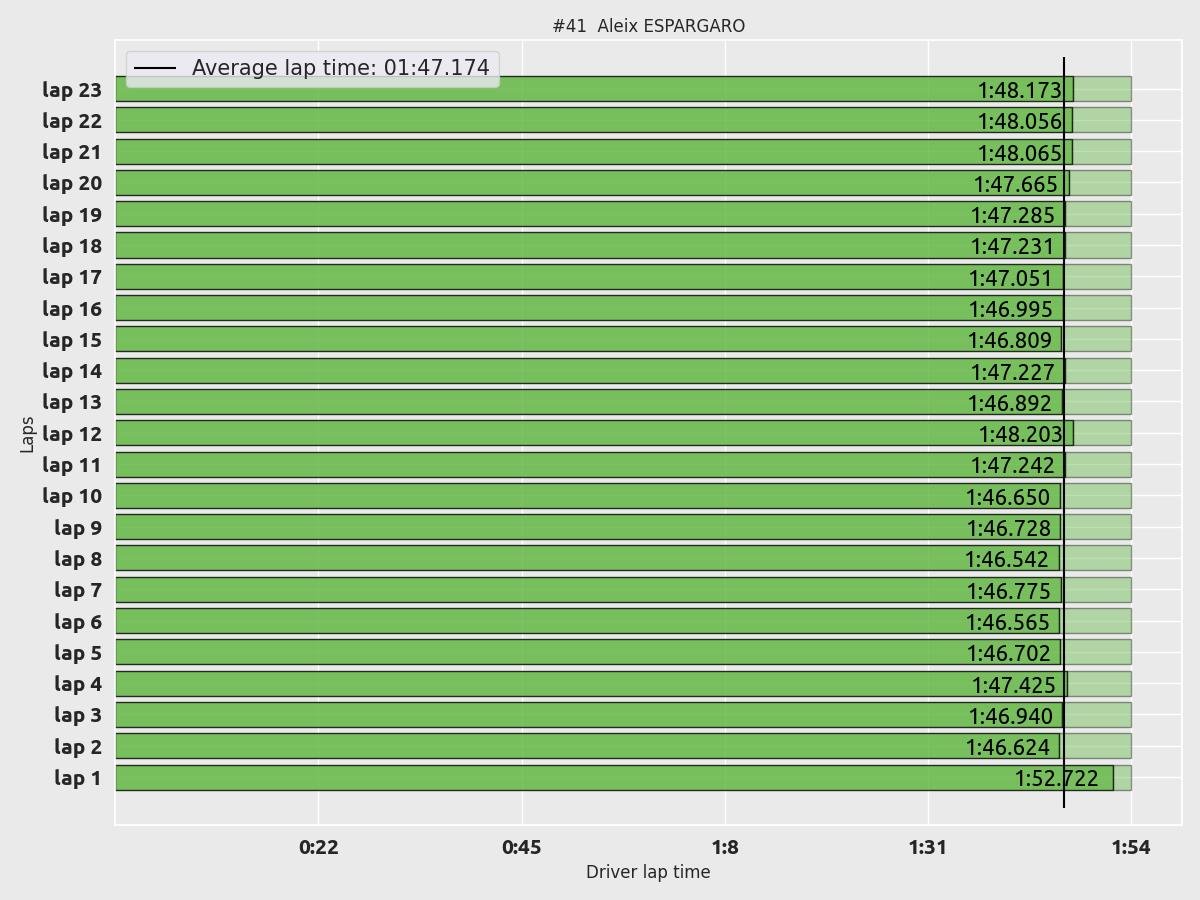 #41  Aleix ESPARGARO
Average lap time: 01:47.174
lap 23 1:48.173
lap 22 1:48.056
lap 21 1:48.065
lap 20 1:47.665
lap 19 1:47.285
lap 18 1:47.231
lap 17 1:47.051
lap 16 1:46.995
lap 15 1:46.809
lap 14 1:47.227
lap 13 1:46.892
lap 12 1:48.203
lap 11 1:47.242
lap 10 1:46.650
lap 9 1:46.728
lap 8 1:46.542
lap 7 1:46.775
lap 6 1:46.565
lap 5 1:46.702
lap 4 1:47.425
lap 3 1:46.940
lap 2 1:46.624
lap 1 1:52.722
Laps
0:22 0:45 1:8 1:31 1:54
Driver lap time